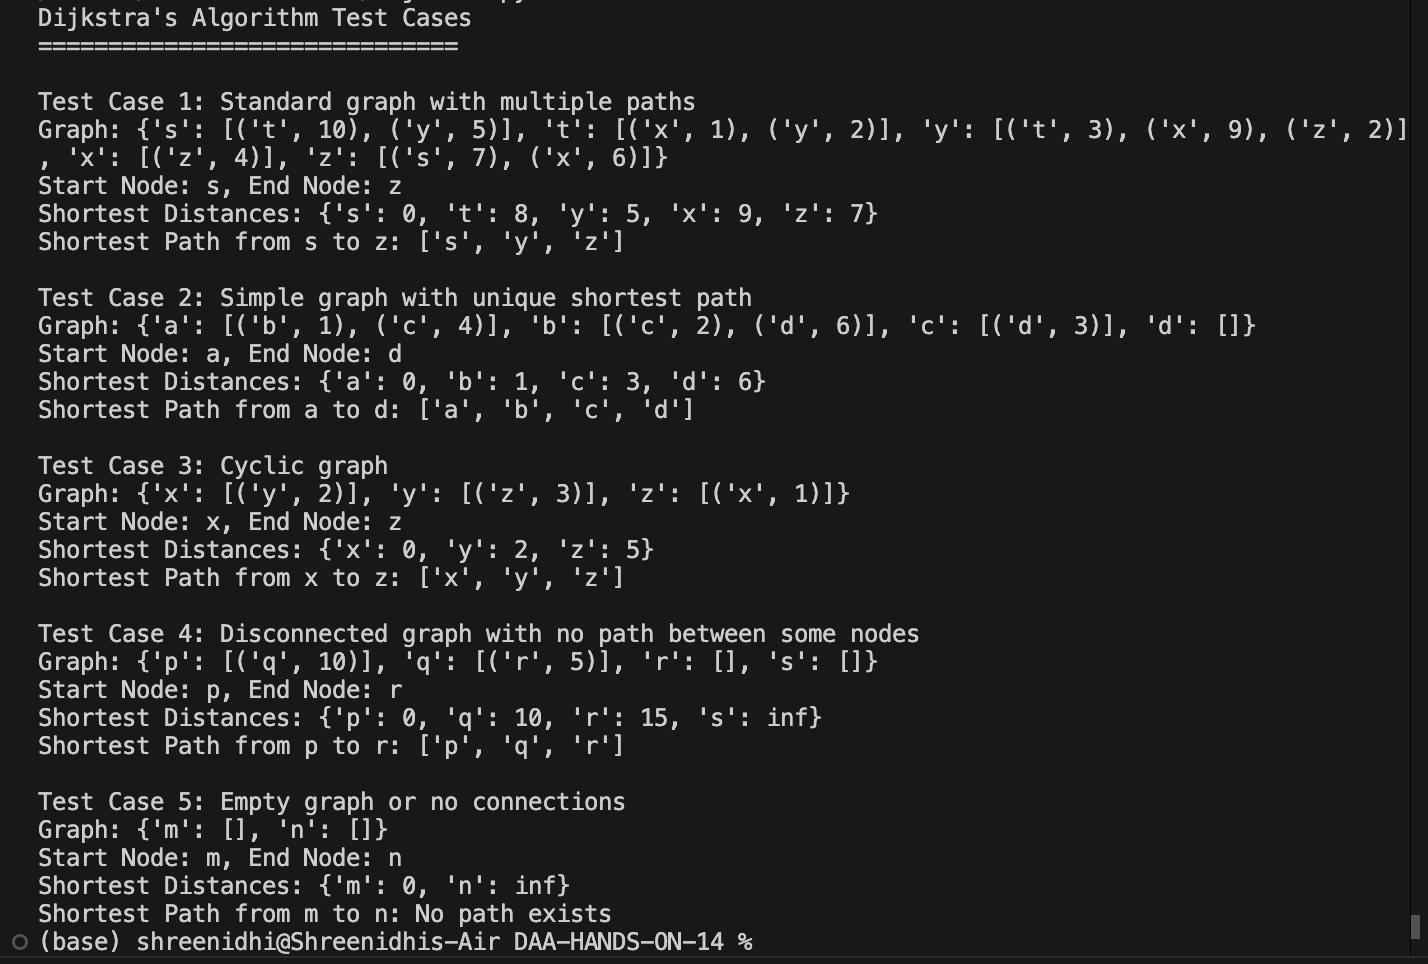 Dijkstra's Algorithm Test Cases
==============================
Test Case 1: Standard graph with multiple paths
Graph: {'s': [('t', 10), ('y', 5)], 't': [('x', 1), ('y', 2)], 'y': [('t', 3), ('x', 9), ('z', 2)]
, 'x': [('z', 4)], 'z': [('s', 7), ('x', 6)]}
Start Node: s, End Node: z
Shortest Distances: {'s': 0, 't': 8, 'y': 5, 'x': 9, 'z': 7}
Shortest Path from s to z: ['s', 'y', 'z']
Test Case 2: Simple graph with unique shortest path
Graph: {'a': [('b', 1), ('c', 4)], 'b': [('c', 2), ('d', 6)], 'c': [('d', 3)], 'd': []}
Start Node: a, End Node: d
Shortest Distances: {'a': 0, 'b': 1, 'c': 3, 'd': 6}
Shortest Path from a to d: ['a', 'b', 'c', 'd']
Test Case 3: Cyclic graph
Graph: {'x': [('y', 2)], 'y': [('z', 3)], 'z': [('x', 1)]}
Start Node: x, End Node: z
Shortest Distances: {'x': 0, 'y': 2, 'z': 5}
Shortest Path from x to z: ['x', 'y', 'z']
Test Case 4: Disconnected graph with no path between some nodes
Graph: {'p': [('q', 10)], 'q': [('r', 5)], 'r': [], 's': []}
Start Node: p, End Node: r
Shortest Distances: {'p': 0, 'q': 10, 'r': 15, 's': inf}
Shortest Path from p to r: ['p', 'q', 'r']
Test Case 5: Empty graph or no connections
Graph: {'m': [], 'n': []}
Start Node: m, End Node: n
Shortest Distances: {'m': 0, 'n': inf}
Shortest Path from m to n: No path exists
(base) shreenidhi@Shreenidhis-Air DAA-HANDS-ON-14 %